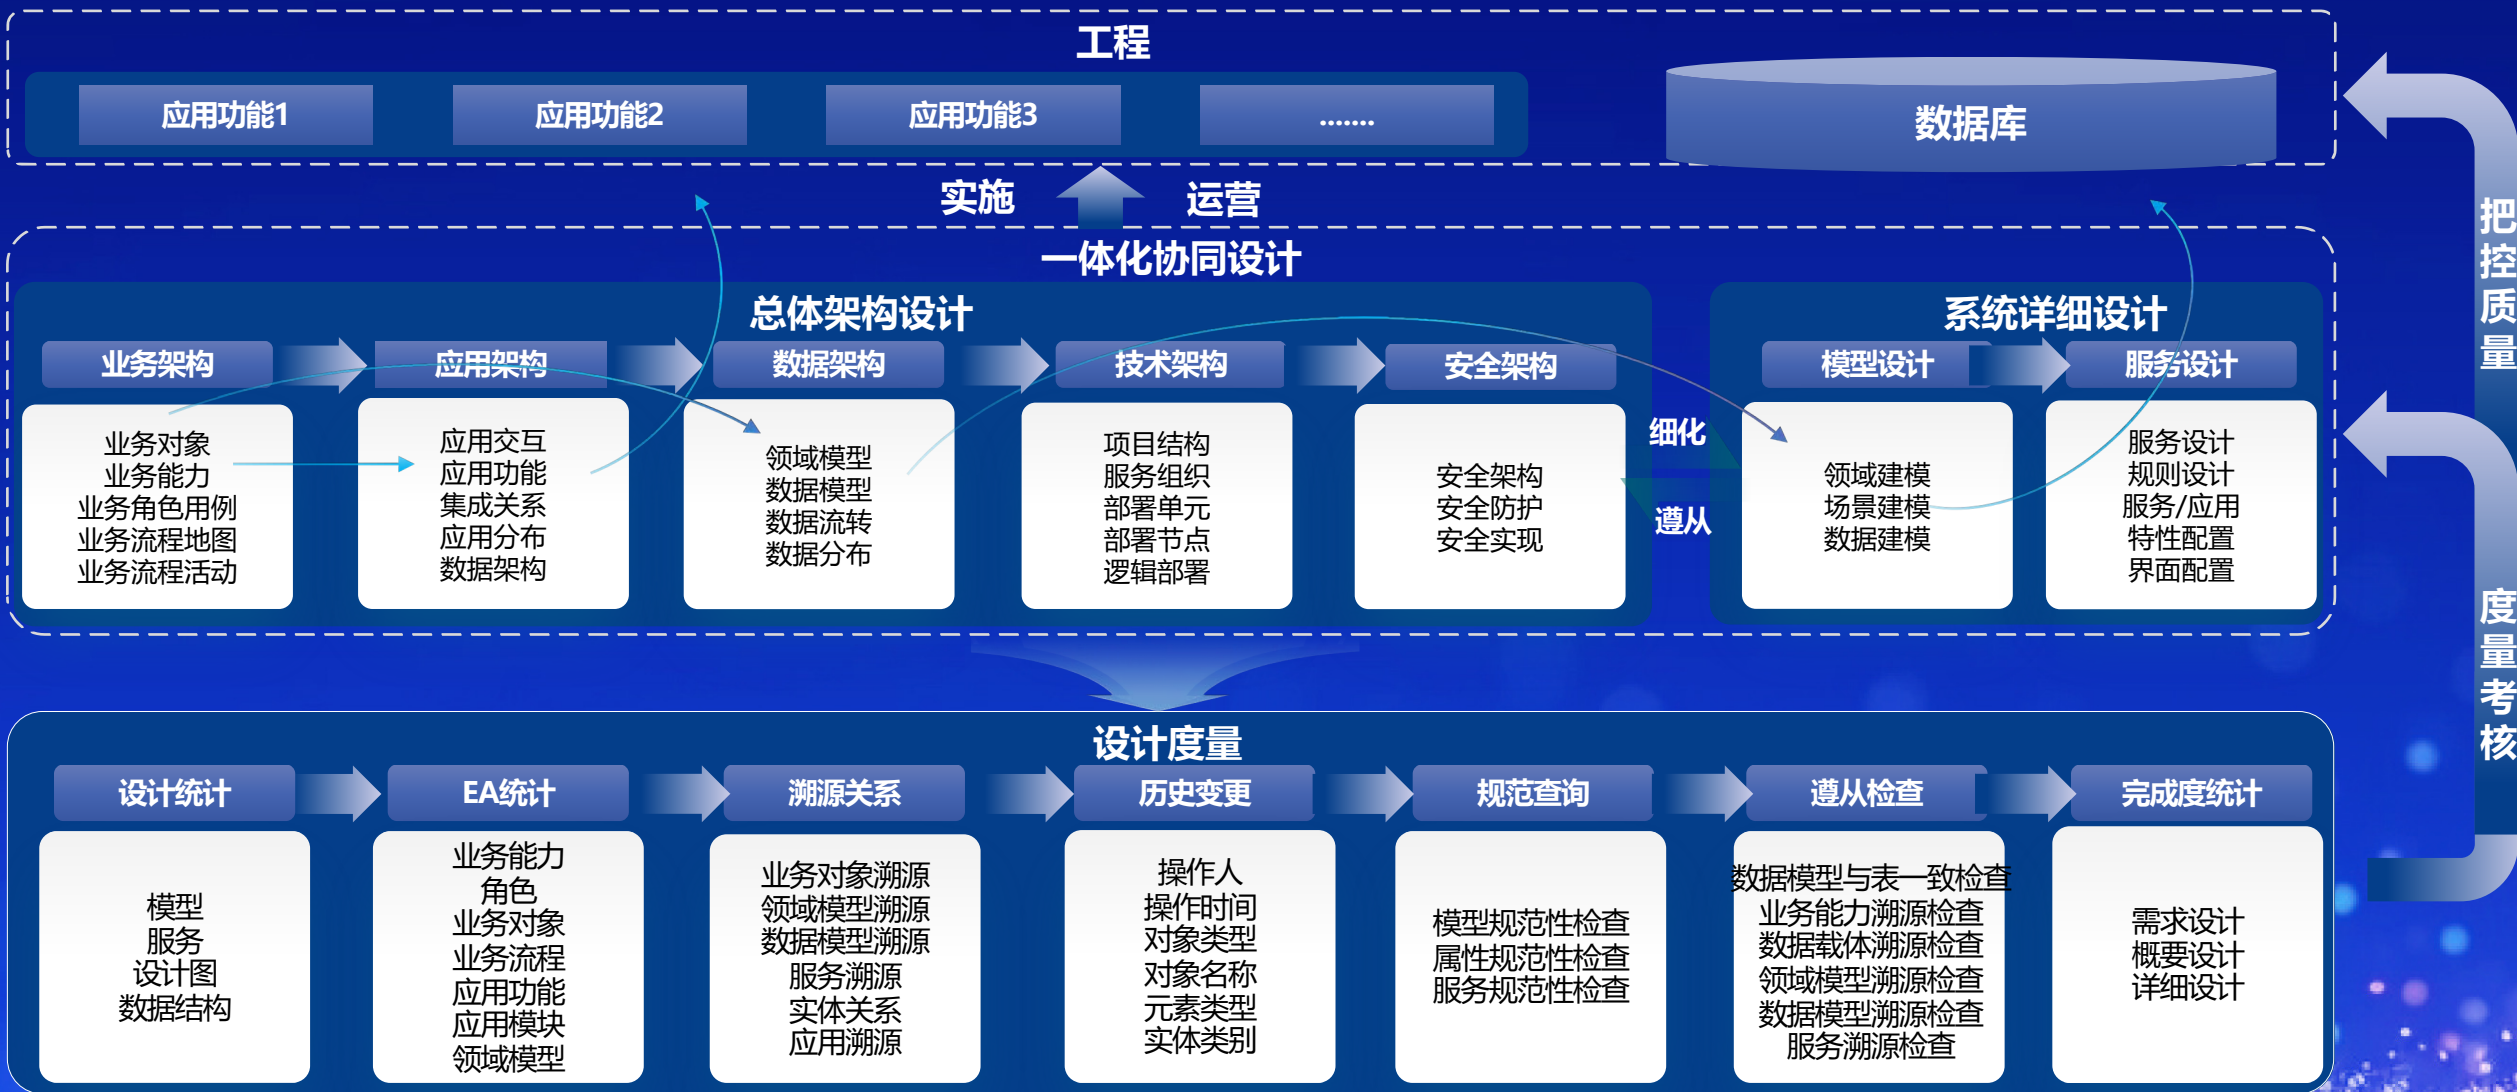 工程
应用功能1
应用功能2
应用功能3
.......
数据库
实施
运营
一体化协同设计
总体架构设计
业务架构
应用架构
数据架构
技术架构
安全架构
业务对象
业务能力
业务角色用例
业务流程地图
业务流程活动
应用交互
应用功能
集成关系
应用分布
数据架构
领域模型
数据模型
数据流转
数据分布
项目结构
服务组织
部署单元
部署节点
逻辑部署
安全架构
安全防护
安全实现
细化
遵从
系统详细设计
模型设计
服务设计
领域建模
场景建模
数据建模
服务设计
规则设计
服务/应用
特性配置
界面配置
把控质量
度量考核
设计度量
设计统计
EA统计
溯源关系
历史变更
规范查询
遵从检查
完成度统计
模型
服务
设计图
数据结构
业务能力
角色
业务对象
业务流程
应用功能
应用模块
领域模型
业务对象溯源
领域模型溯源
数据模型溯源
服务溯源
实体关系
应用溯源
操作人
操作时间
对象类型
对象名称
元素类型
实体类别
模型规范性检查
属性规范性检查
服务规范性检查
数据模型与表一致检查
业务能力溯源检查
数据载体溯源检查
领域模型溯源检查
数据模型溯源检查
服务溯源检查
需求设计
概要设计
详细设计